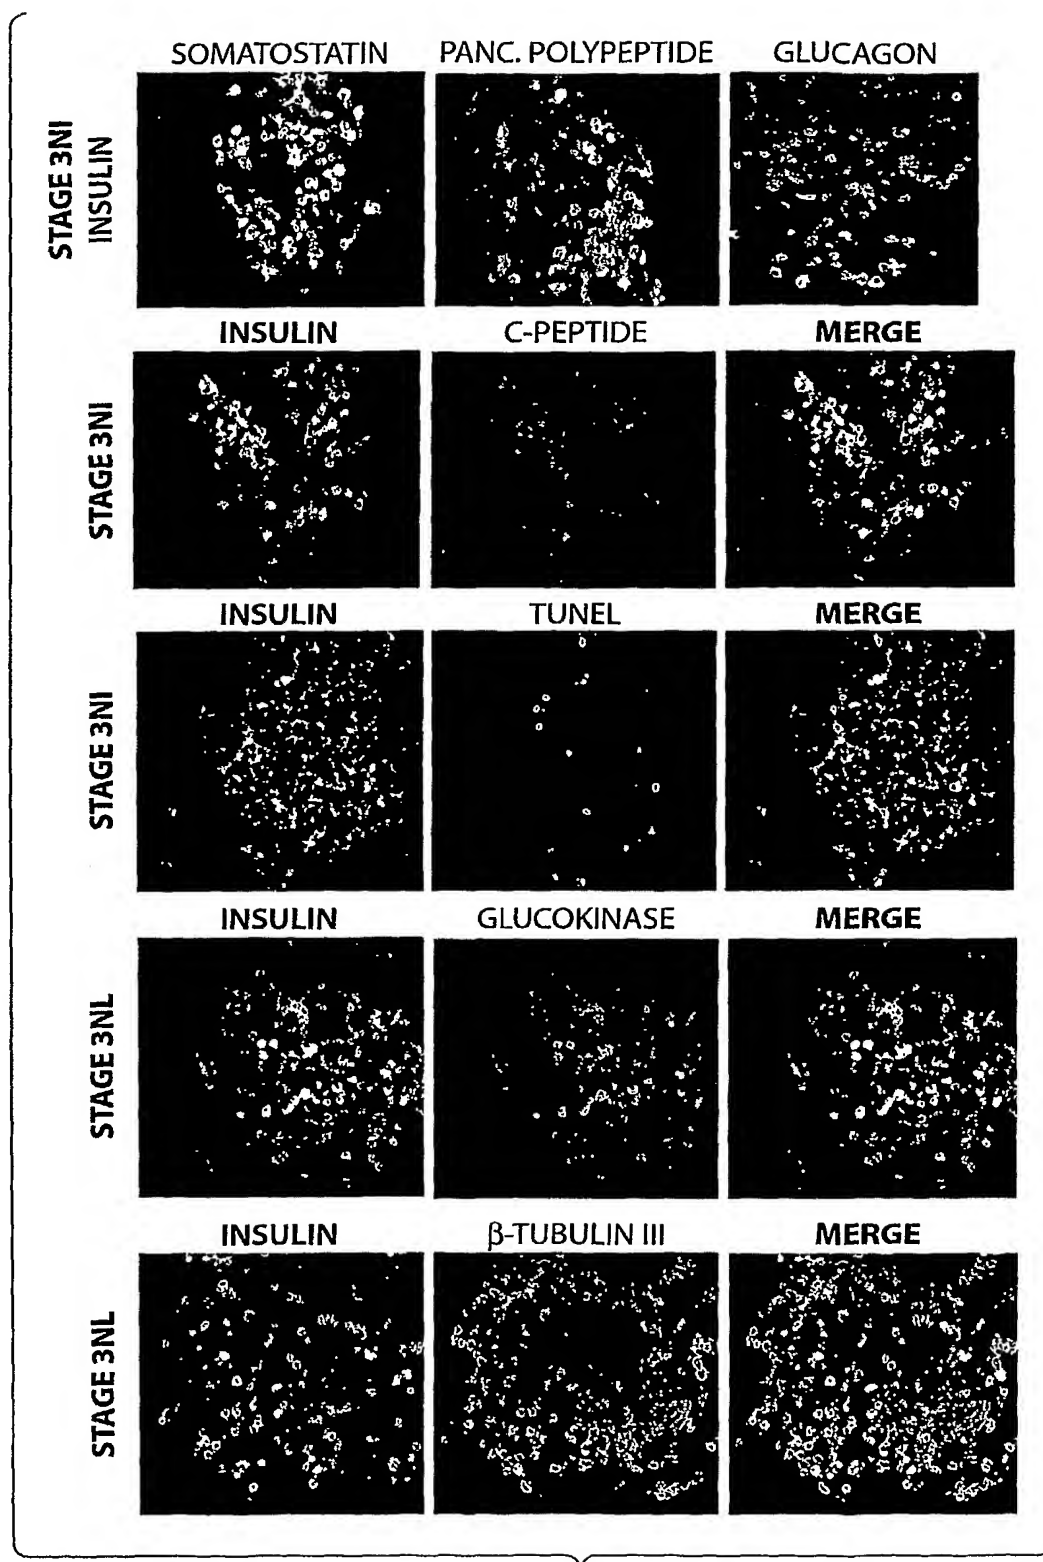 SOMATOSTATIN PANC. POLYPEPTIDE GLUCAGON
STAGE 3NI
INSULIN
INSULIN C-PEPTIDE MERGE
STAGE 3NI
INSULIN TUNEL MERGE
STAGE 3NI
INSULIN GLUCOKINASE MERGE
STAGE 3NL
INSULIN β-TUBULIN III MERGE
STAGE 3NL